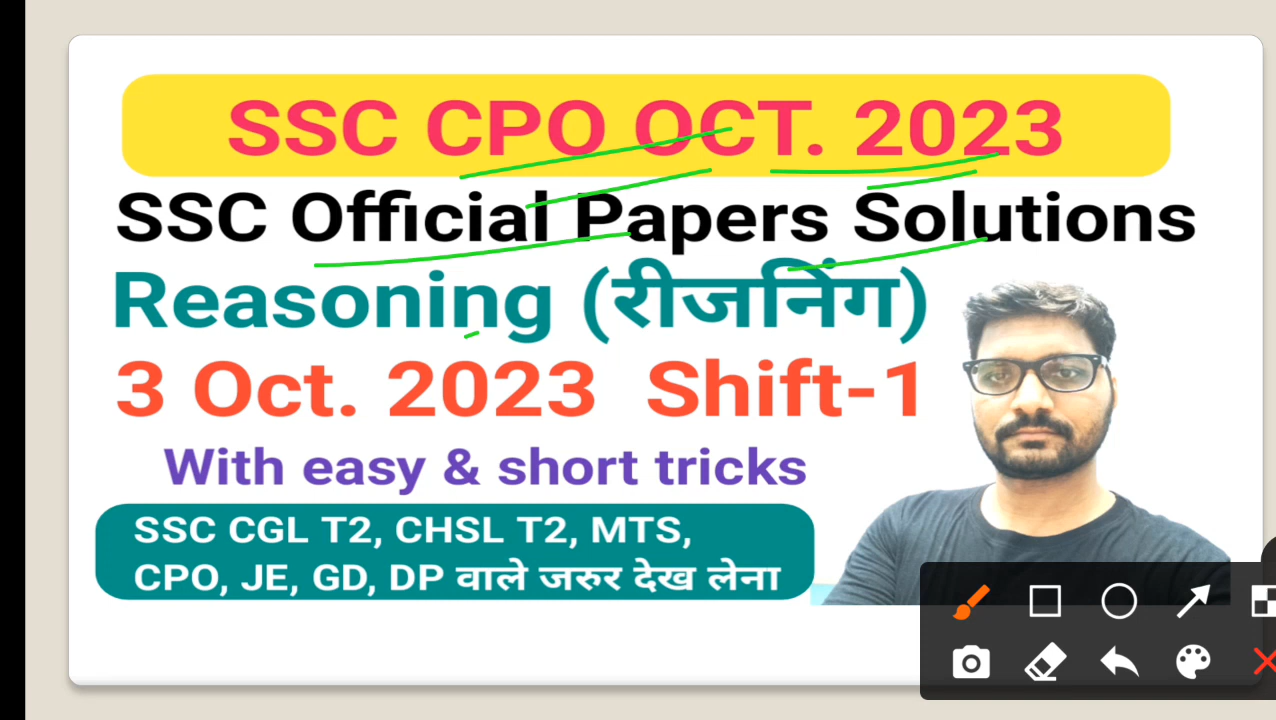 SSC CPO OCT. 2023
SSC Official Papers Solutions
Reasoning (रीजनिंग)
3 Oct. 2023 Shift-1
With easy & short tricks
SSC CGL T2, CHSL T2, MTS,
CPO, JE, GD, DP वाले जरुर देख लेना